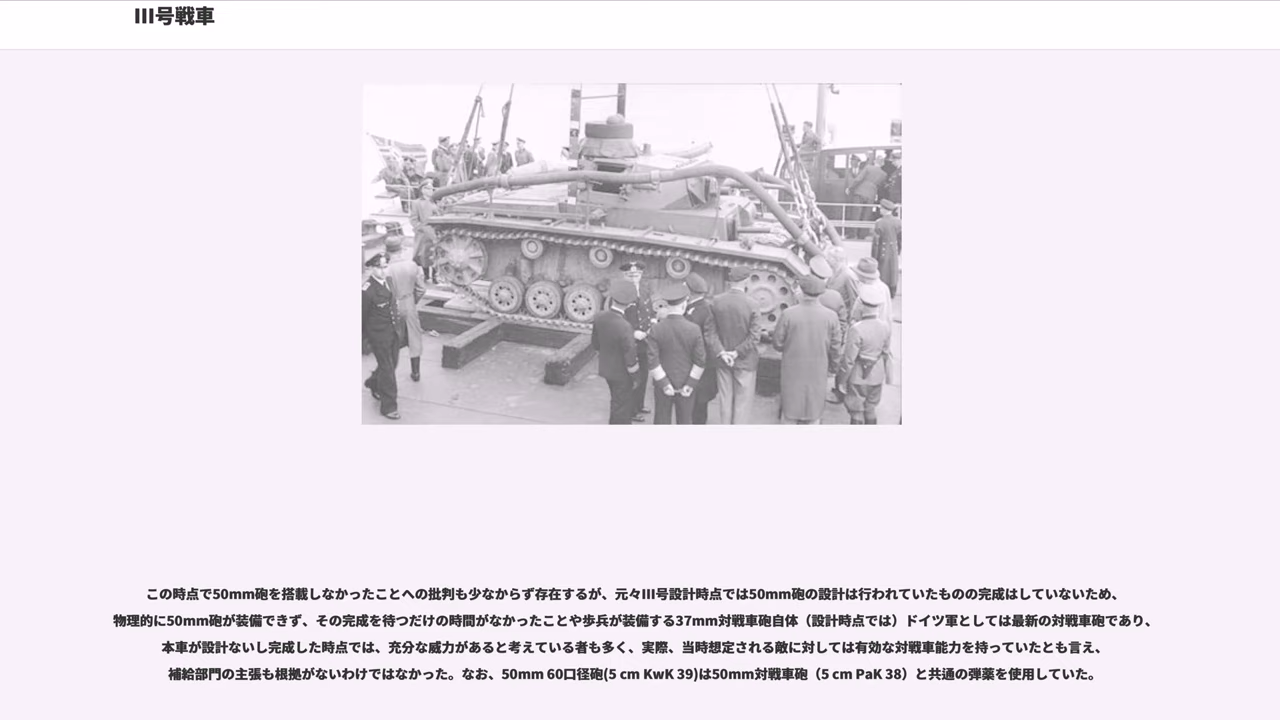 III号戦車
この時点で50mm砲を搭載しなかったことへの批判も少なからず存在するが、元々III号設計時点では50mm砲の設計は行われていたものの完成はしていないため、
物理的に50mm砲が装備できず、その完成を待つだけの時間がなかったことや歩兵が装備する37mm対戦車砲自体（設計時点では）ドイツ軍としては最新の対戦車砲であり、
本車が設計ないし完成した時点では、充分な威力があると考えている者も多く、実際、当時想定される敵に対しては有効な対戦車能力を持っていたとも言え、
補給部門の主張も根拠がないわけではなかった。なお、50mm 60口径砲(5 cm KwK 39)は50mm対戦車砲（5 cm PaK 38）と共通の弾薬を使用していた。